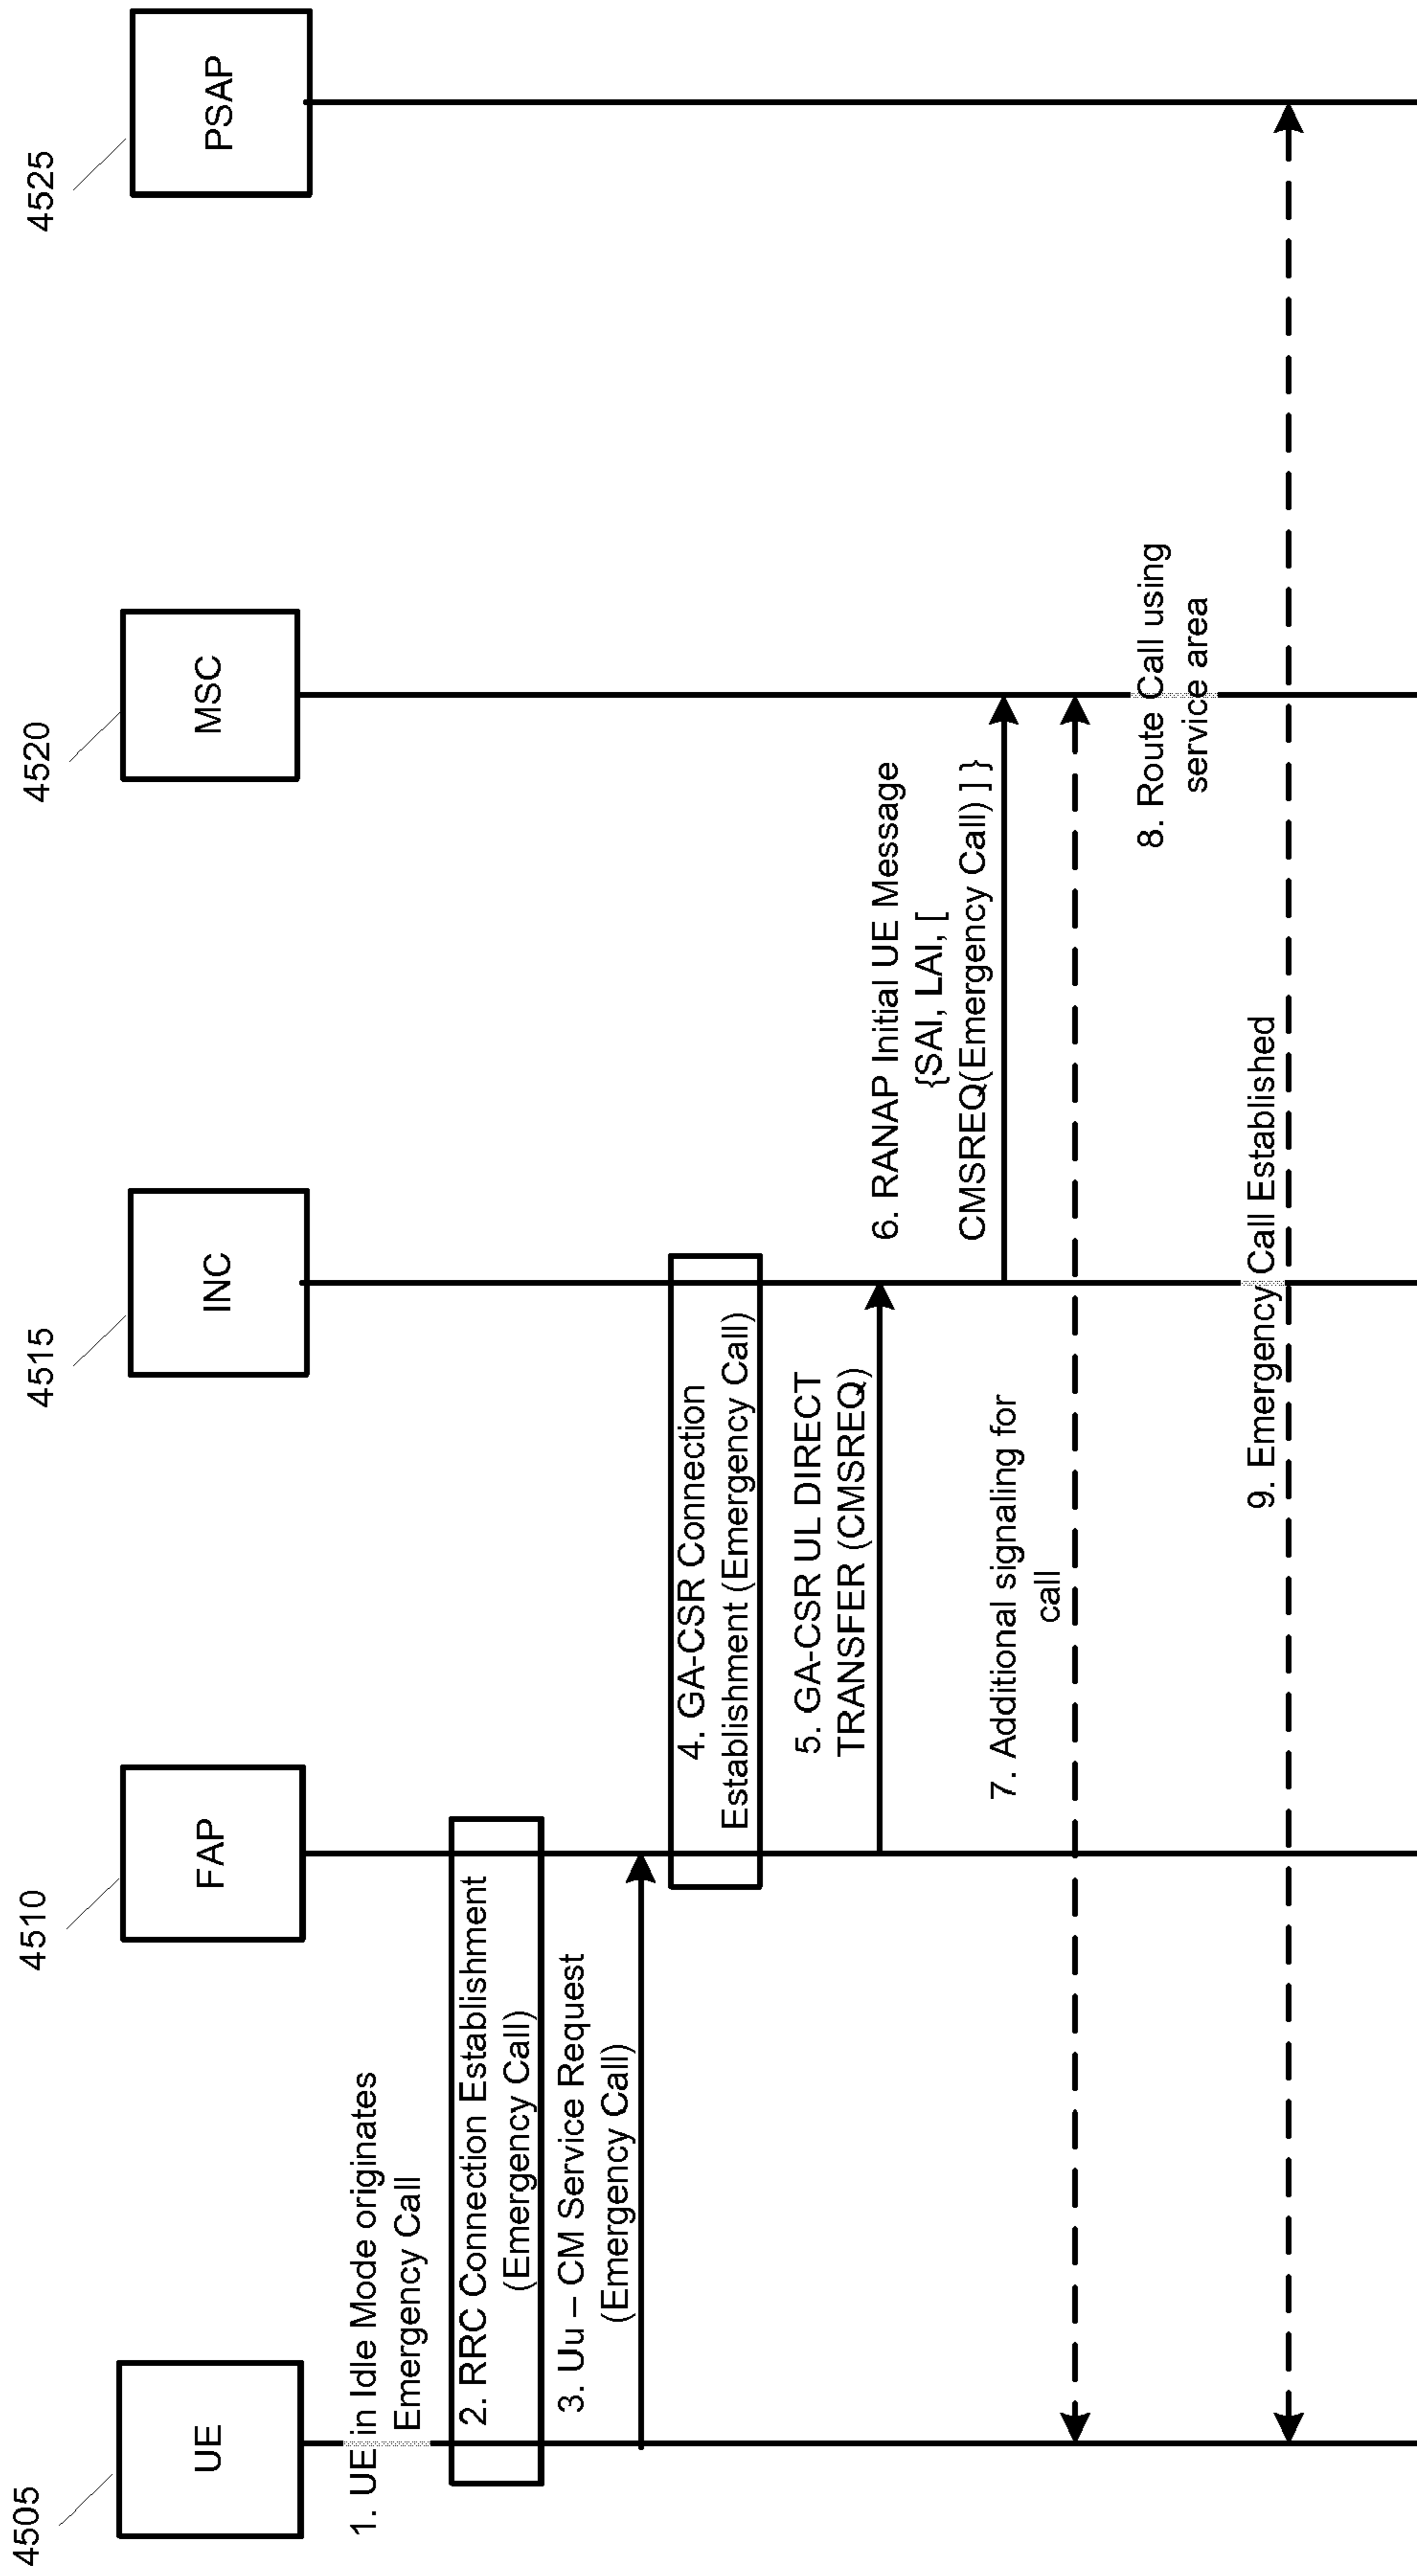 4505
4510
4515
4520
4525
UE
FAP
INC
MSC
PSAP
1. UE in Idle Mode originates
Emergency Call
2. RRC Connection Establishment
(Emergency Call)
3. Uu – CM Service Request
(Emergency Call)
4. GA-CSR Connection
Establishment (Emergency Call)
5. GA-CSR UL DIRECT
TRANSFER (CMSREQ)
6. RANAP Initial UE Message
{SAI, LAI, [
CMSREQ(Emergency Call) ] }
7. Additional signaling for
call
8. Route Call using
service area
9. Emergency Call Established